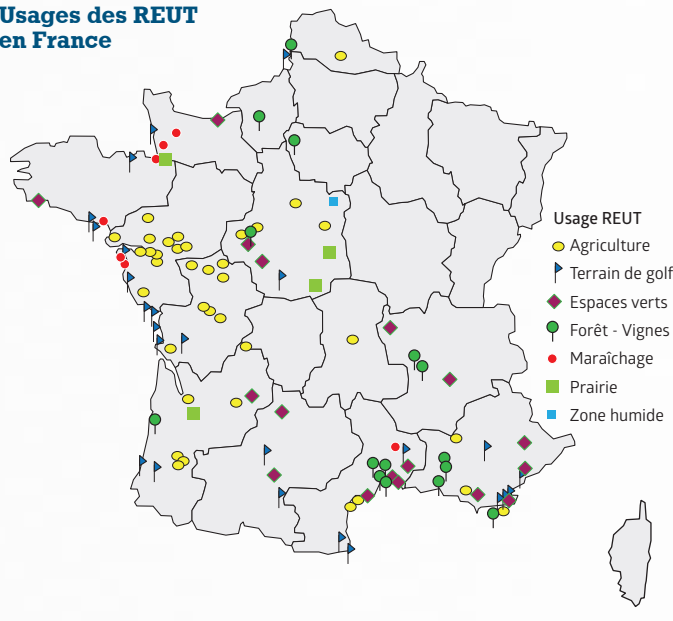 Usages des REUT
en France
Usage REUT
Agriculture
Terrain de golf
Espaces verts
Forêt - Vignes
Maraîchage
Prairie
Zone humide